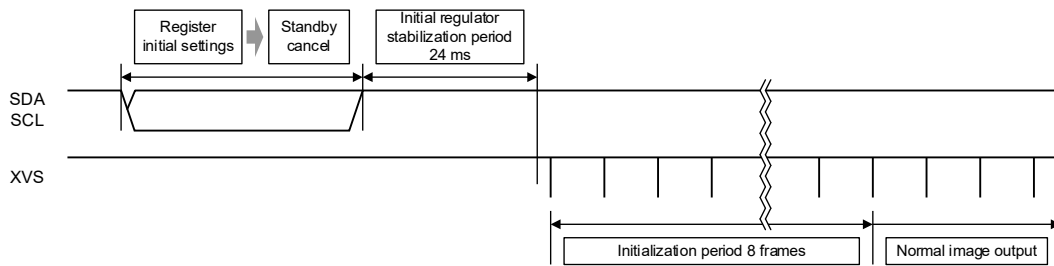 Register
initial settings
Standby
cancel
Initial regulator
stabilization period
24 ms
SDA
SCL
XVS
Initialization period 8 frames
Normal image output